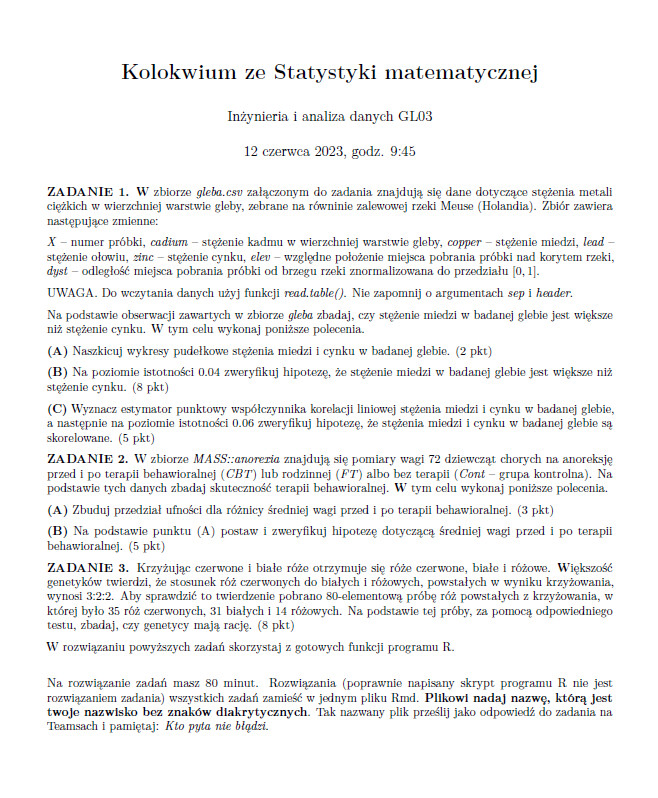 Kolokwium ze Statystyki matematycznej
Inżynieria i analiza danych GL03
12 czerwca 2023, godz. 9:45
ZADANIE 1. W zbiorze gleba.csv załączonym do zadania znajdują się dane dotyczące stężenia metali
ciężkich w wierzchniej warstwie gleby, zebrane na równinie zalewowej rzeki Meuse (Holandia). Zbiór zawiera
następujące zmienne:
X – numer próbki, cadium – stężenie kadmu w wierzchniej warstwie gleby, copper – stężenie miedzi, lead –
stężenie ołowiu, zinc – stężenie cynku, elev – względne położenie miejsca pobrania próbki nad korytem rzeki,
dyst – odległość miejsca pobrania próbki od brzegu rzeki znormalizowana do przedziału [0, 1].
UWAGA. Do wczytania danych użyj funkcji read.table(). Nie zapomnij o argumentach sep i header.
Na podstawie obserwacji zawartych w zbiorze gleba zbadaj, czy stężenie miedzi w badanej glebie jest większe
niż stężenie cynku. W tym celu wykonaj poniższe polecenia.
(A) Naszkicuj wykresy pudełkowe stężenia miedzi i cynku w badanej glebie. (2 pkt)
(B) Na poziomie istotności 0.04 zweryfikuj hipotezę, że stężenie miedzi w badanej glebie jest większe niż
stężenie cynku. (8 pkt)
(C) Wyznacz estymator punktowy współczynnika korelacji liniowej stężenia miedzi i cynku w badanej glebie,
a następnie na poziomie istotności 0.06 zweryfikuj hipotezę, że stężenia miedzi i cynku w badanej glebie są
skorelowane. (5 pkt)
ZADANIE 2. W zbiorze MASS::anorexia znajdują się pomiary wagi 72 dziewcząt chorych na anoreksję
przed i po terapii behawioralnej (CBT) lub rodzinnej (FT) albo bez terapii (Cont – grupa kontrolna). Na
podstawie tych danych zbadaj skuteczność terapii behawioralnej. W tym celu wykonaj poniższe polecenia.
(A) Zbuduj przedział ufności dla różnicy średniej wagi przed i po terapii behawioralnej. (3 pkt)
(B) Na podstawie punktu (A) postaw i zweryfikuj hipotezę dotyczącą średniej wagi przed i po terapii
behawioralnej. (5 pkt)
ZADANIE 3. Krzyżując czerwone i białe róże otrzymuje się róże czerwone, białe i różowe. Większość
genetyków twierdzi, że stosunek róż czerwonych do białych i różowych, powstałych w wyniku krzyżowania,
wynosi 3:2:2. Aby sprawdzić to twierdzenie pobrano 80-elementową próbę róż powstałych z krzyżowania, w
której było 35 róż czerwonych, 31 białych i 14 różowych. Na podstawie tej próby, za pomocą odpowiedniego
testu, zbadaj, czy genetycy mają rację. (8 pkt)
W rozwiązaniu powyższych zadań skorzystaj z gotowych funkcji programu R.
Na rozwiązanie zadań masz 80 minut. Rozwiązania (poprawnie napisany skrypt programu R nie jest
rozwiązaniem zadania) wszystkich zadań zamieść w jednym pliku Rmd. Plikowi nadaj nazwę, którą jest
twoje nazwisko bez znaków diakrytycznych. Tak nazwany plik prześlij jako odpowiedź do zadania na
Teamsach i pamiętaj: Kto pyta nie błądzi.